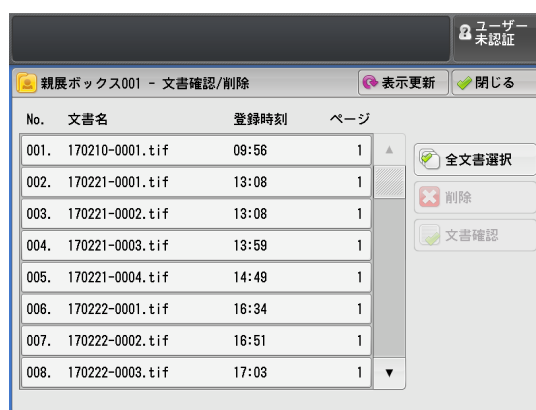 ユーザー
未認証
親展ボックス001 - 文書確認/削除
表示更新
閉じる
No. 文書名 登録時刻 ページ
001. 170210-0001.tif 09:56 1
002. 170221-0001.tif 13:08 1
003. 170221-0002.tif 13:08 1
004. 170221-0003.tif 13:59 1
005. 170221-0004.tif 14:49 1
006. 170222-0001.tif 16:34 1
007. 170222-0002.tif 16:51 1
008. 170222-0003.tif 17:03 1
全文書選択
削除
文書確認